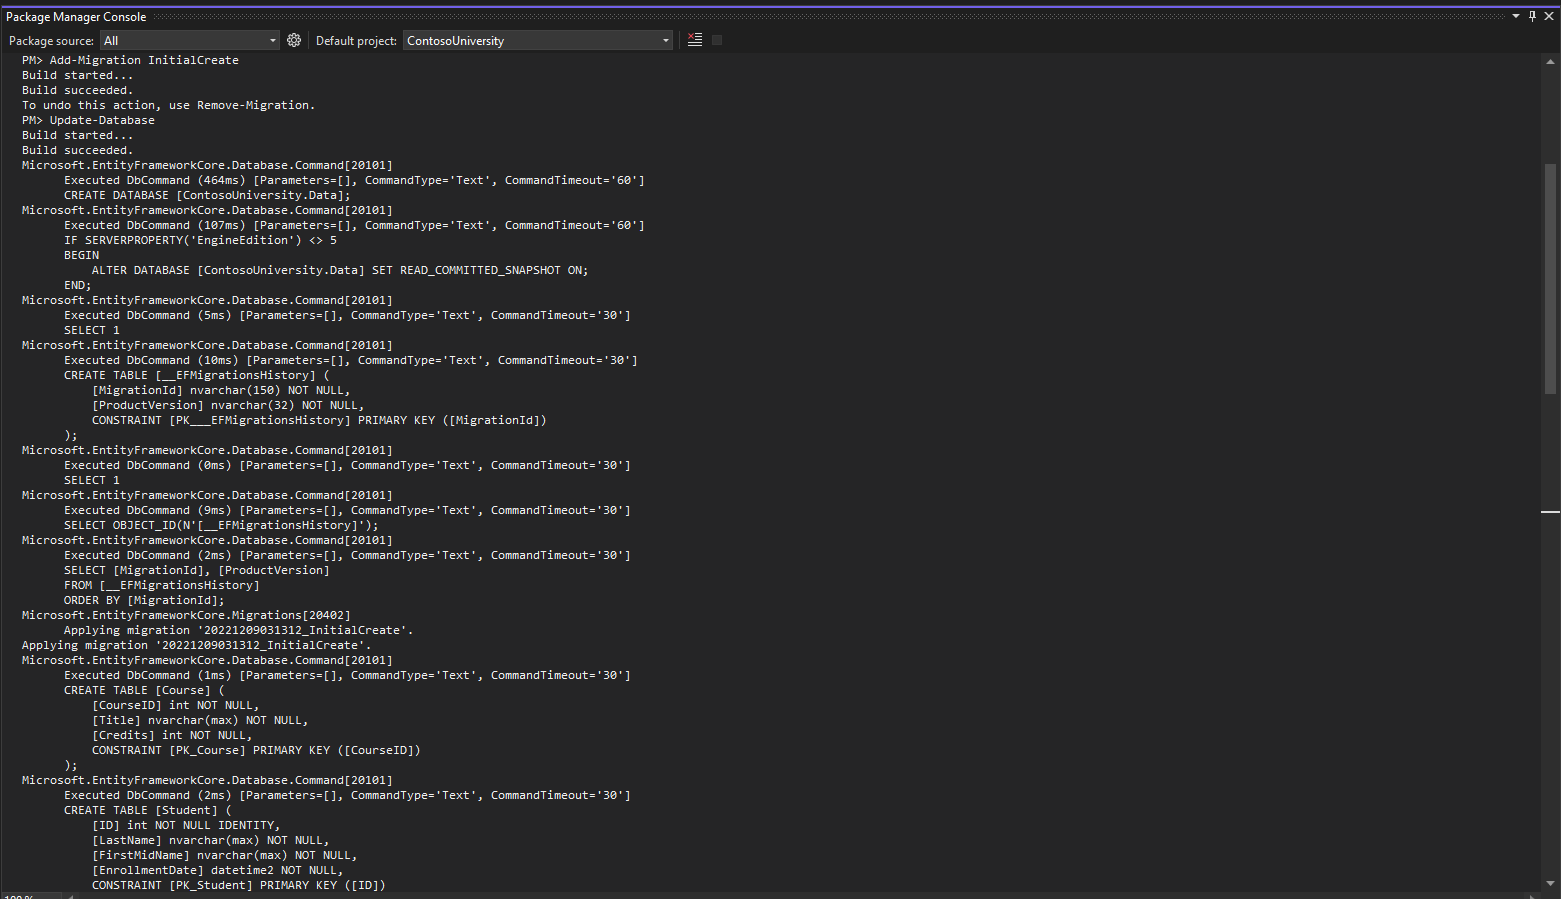 Package Manager Console
Package source: All Default project: ContosoUniversity
PM> Add-Migration InitialCreate
Build started...
Build succeeded.
To undo this action, use Remove-Migration.
PM> Update-Database
Build started...
Build succeeded.
Microsoft.EntityFrameworkCore.Database.Command[20101]
Executed DbCommand (464ms) [Parameters=[], CommandType='Text', CommandTimeout='60']
CREATE DATABASE [ContosoUniversity.Data];
Microsoft.EntityFrameworkCore.Database.Command[20101]
Executed DbCommand (107ms) [Parameters=[], CommandType='Text', CommandTimeout='60']
IF SERVERPROPERTY('EngineEdition') <> 5
BEGIN
ALTER DATABASE [ContosoUniversity.Data] SET READ_COMMITTED_SNAPSHOT ON;
END;
Microsoft.EntityFrameworkCore.Database.Command[20101]
Executed DbCommand (5ms) [Parameters=[], CommandType='Text', CommandTimeout='30']
SELECT 1
Microsoft.EntityFrameworkCore.Database.Command[20101]
Executed DbCommand (10ms) [Parameters=[], CommandType='Text', CommandTimeout='30']
CREATE TABLE [__EFMigrationsHistory] (
[MigrationId] nvarchar(150) NOT NULL,
[ProductVersion] nvarchar(32) NOT NULL,
CONSTRAINT [PK___EFMigrationsHistory] PRIMARY KEY ([MigrationId])
);
Microsoft.EntityFrameworkCore.Database.Command[20101]
Executed DbCommand (0ms) [Parameters=[], CommandType='Text', CommandTimeout='30']
SELECT 1
Microsoft.EntityFrameworkCore.Database.Command[20101]
Executed DbCommand (9ms) [Parameters=[], CommandType='Text', CommandTimeout='30']
SELECT OBJECT_ID(N'[__EFMigrationsHistory]');
Microsoft.EntityFrameworkCore.Database.Command[20101]
Executed DbCommand (2ms) [Parameters=[], CommandType='Text', CommandTimeout='30']
SELECT [MigrationId], [ProductVersion]
FROM [__EFMigrationsHistory]
ORDER BY [MigrationId];
Microsoft.EntityFrameworkCore.Migrations[20402]
Applying migration '20221209031312_InitialCreate'.
Applying migration '20221209031312_InitialCreate'.
Microsoft.EntityFrameworkCore.Database.Command[20101]
Executed DbCommand (1ms) [Parameters=[], CommandType='Text', CommandTimeout='30']
CREATE TABLE [Course] (
[CourseID] int NOT NULL,
[Title] nvarchar(max) NOT NULL,
[Credits] int NOT NULL,
CONSTRAINT [PK_Course] PRIMARY KEY ([CourseID])
);
Microsoft.EntityFrameworkCore.Database.Command[20101]
Executed DbCommand (2ms) [Parameters=[], CommandType='Text', CommandTimeout='30']
CREATE TABLE [Student] (
[ID] int NOT NULL IDENTITY,
[LastName] nvarchar(max) NOT NULL,
[FirstMidName] nvarchar(max) NOT NULL,
[EnrollmentDate] datetime2 NOT NULL,
CONSTRAINT [PK_Student] PRIMARY KEY ([ID])